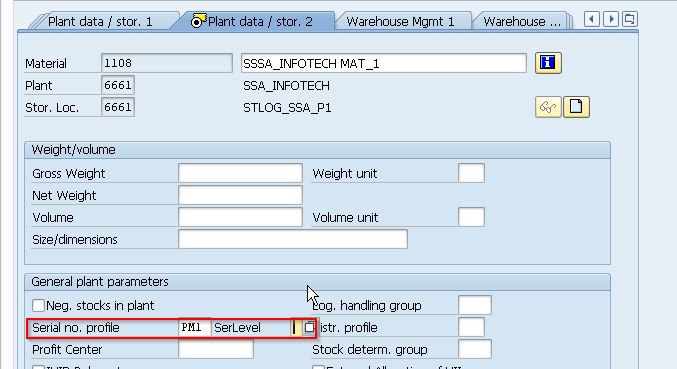 Plant data / stor. 1 Plant data / stor. 2 Warehouse Mgmt 1 Warehouse ...
Material 1108 SSSA_INFOTECH MAT_1
Plant 6661 SSA_INFOTECH
Stor. Loc. 6661 STLOG_SSA_P1
Weight/volume
Gross Weight Weight unit
Net Weight
Volume Volume unit
Size/dimensions
General plant parameters
Neg. stocks in plant Log. handling group
Serial no. profile PM1 SerLevel istr. profile
Profit Center Stock determ. group